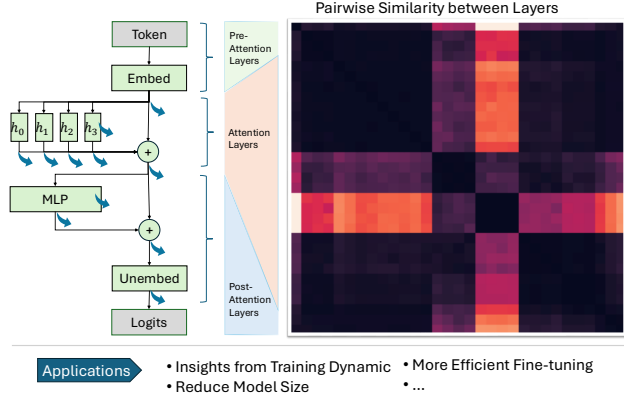 Pairwise Similarity between Layers
Token
Embed
h₀ h₁ h₂ h₃
+
MLP
+
Unembed
Logits
Pre-
Attention
Layers
Attention
Layers
Post-
Attention
Layers
Applications
• Insights from Training Dynamic
• Reduce Model Size
• More Efficient Fine-tuning
• ...